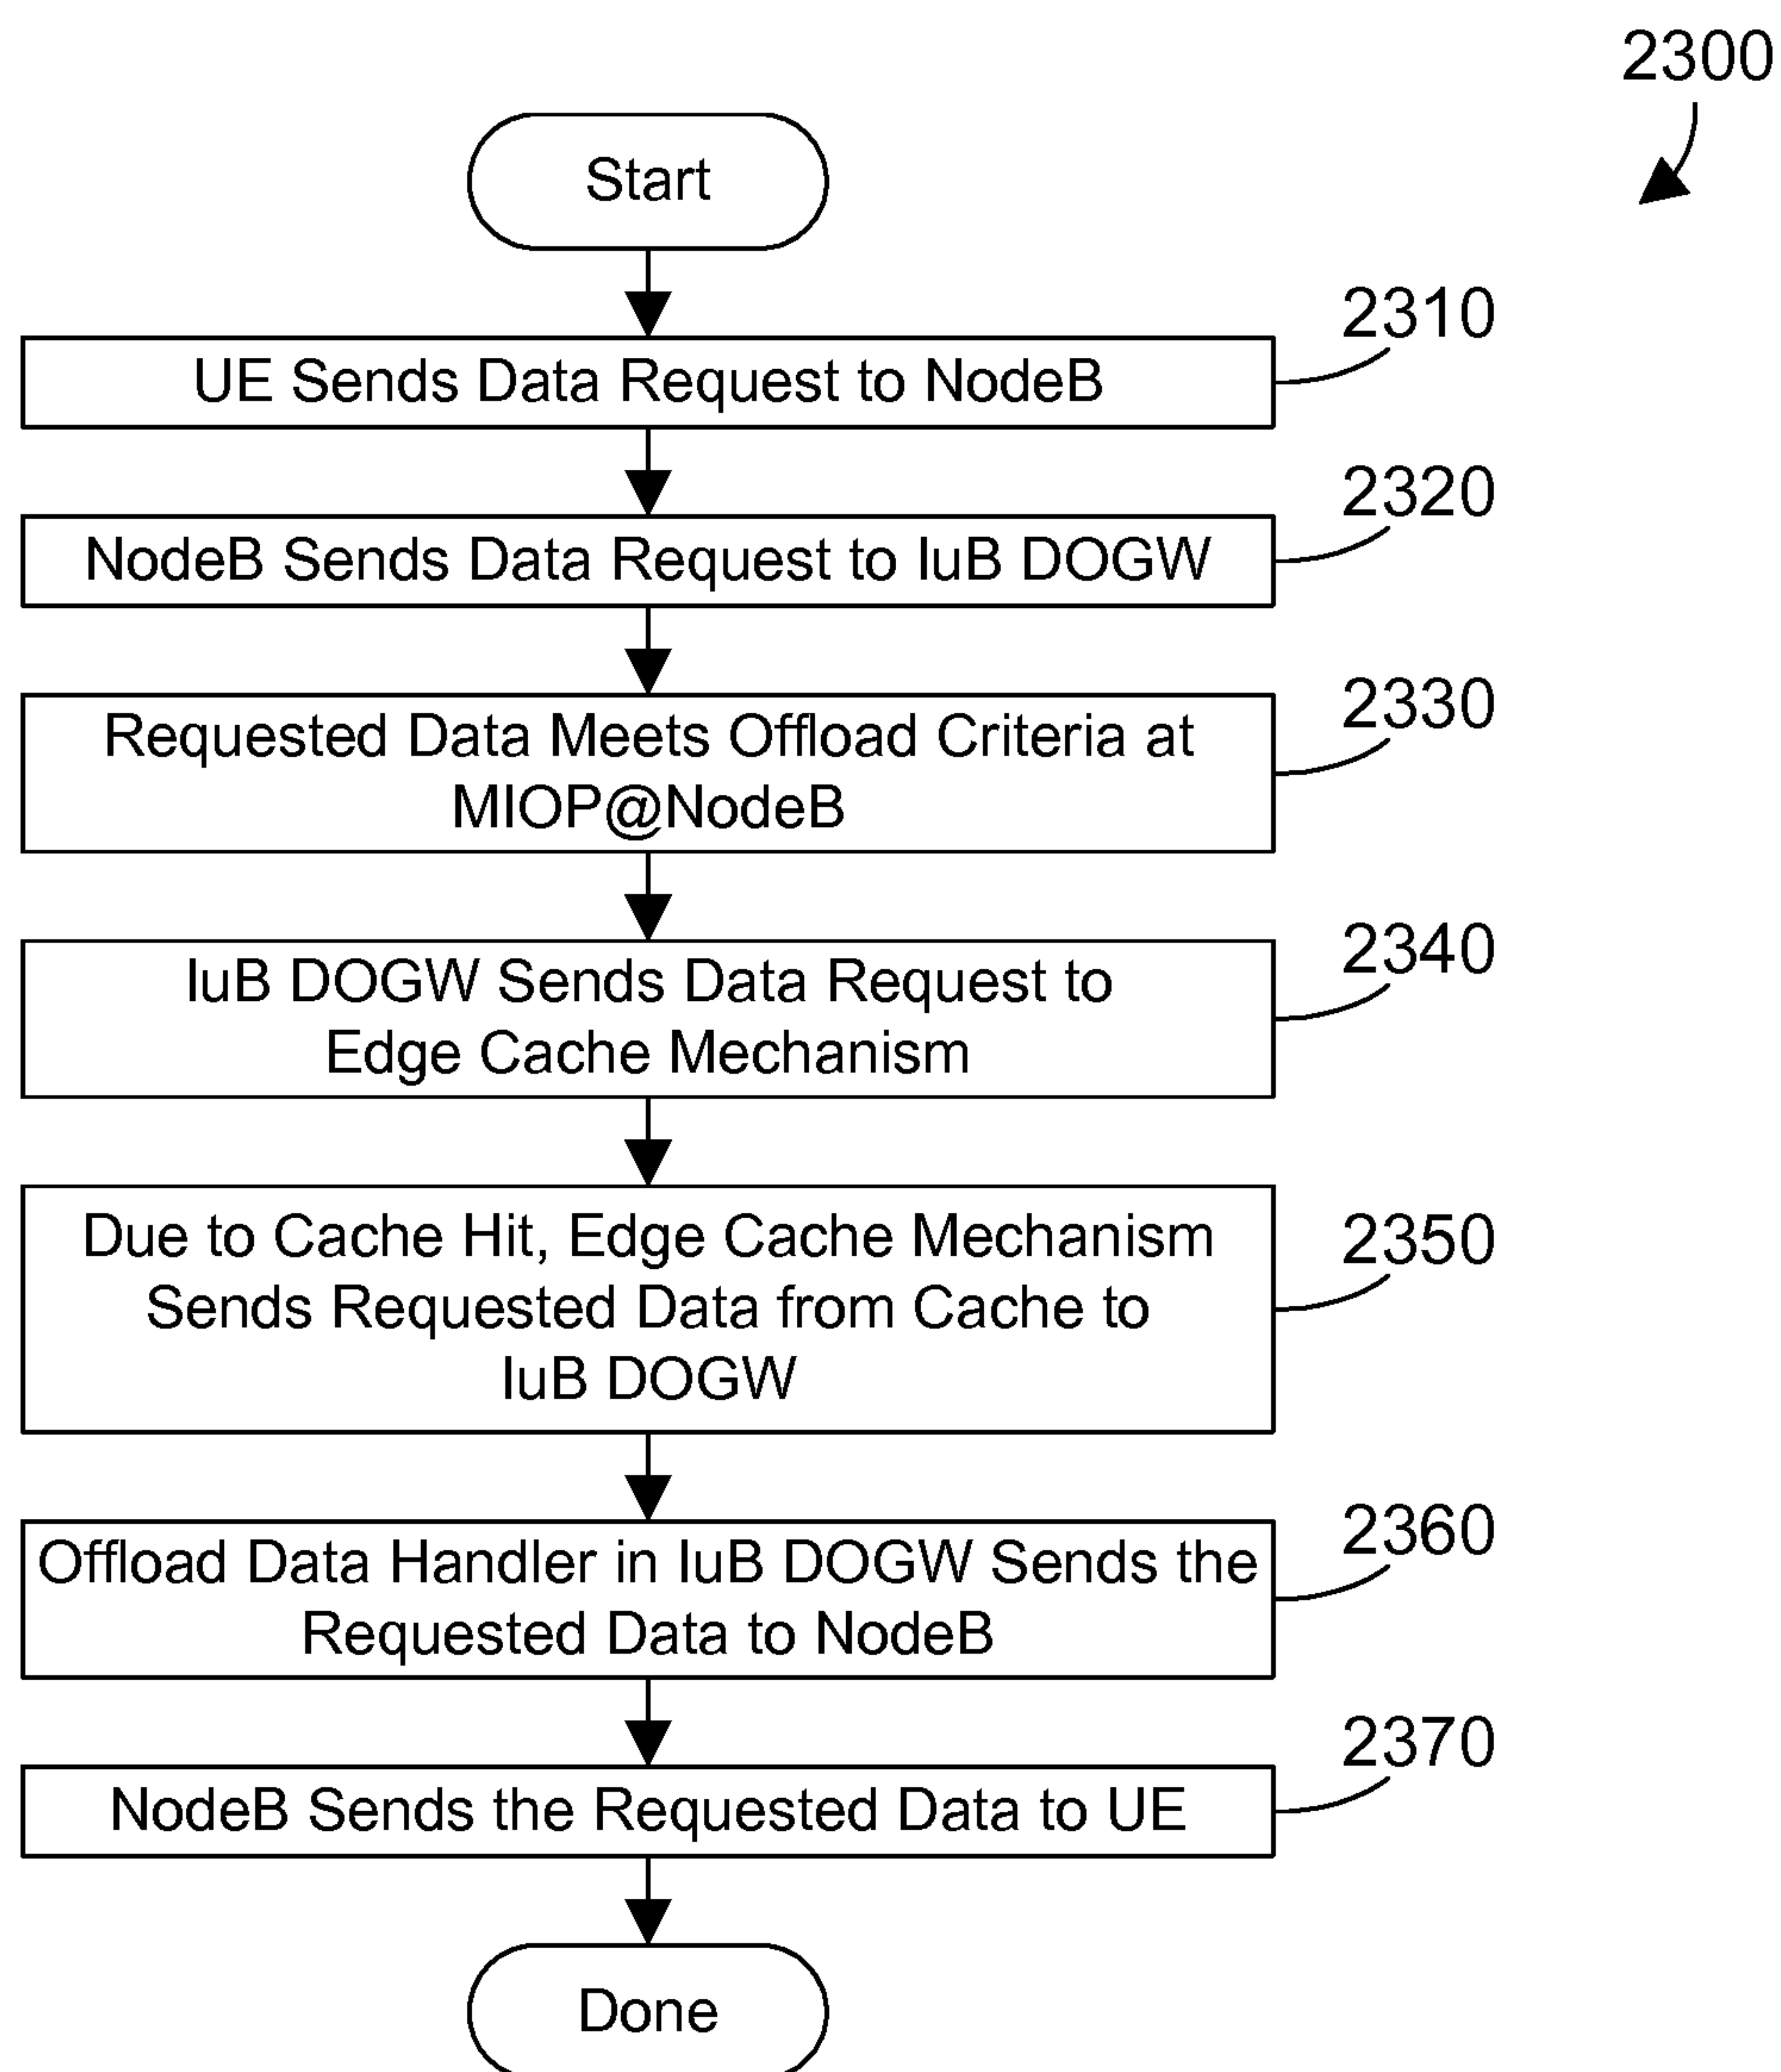 2300
Start
2310
UE Sends Data Request to NodeB
2320
NodeB Sends Data Request to IuB DOGW
2330
Requested Data Meets Offload Criteria at
MIOP@NodeB
2340
IuB DOGW Sends Data Request to
Edge Cache Mechanism
2350
Due to Cache Hit, Edge Cache Mechanism
Sends Requested Data from Cache to
IuB DOGW
2360
Offload Data Handler in IuB DOGW Sends the
Requested Data to NodeB
2370
NodeB Sends the Requested Data to UE
Done